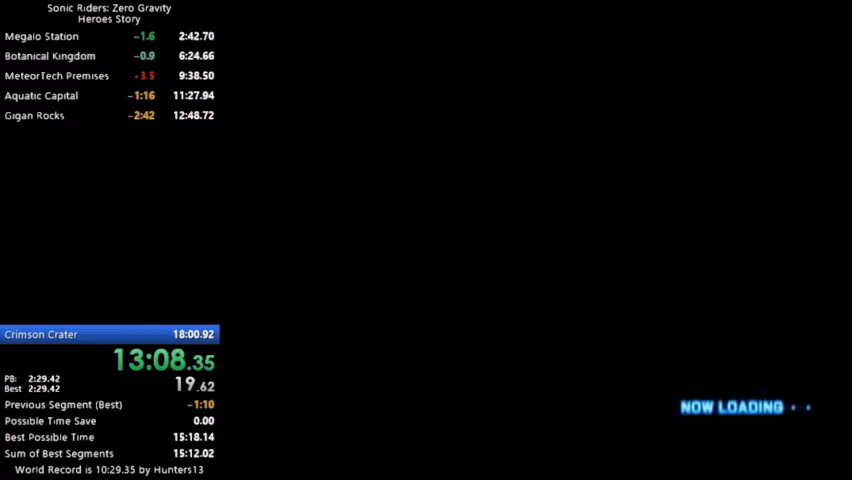 Sonic Riders: Zero Gravity
Heroes Story
Megalo Station -1.6 2:42.70
Botanical Kingdom -0.9 6:24.66
MeteorTech Premises +3.5 9:38.50
Aquatic Capital -1:16 11:27.94
Gigan Rocks -2:42 12:48.72
Crimson Crater 18:00.92
13:08.35
PB: 2:29.42
Best 2:29.42
19.62
Previous Segment (Best) -1:10
Possible Time Save 0.00
Best Possible Time 15:18.14
Sum of Best Segments 15:12.02
World Record is 10:29.35 by Hunters13
NOW LOADING